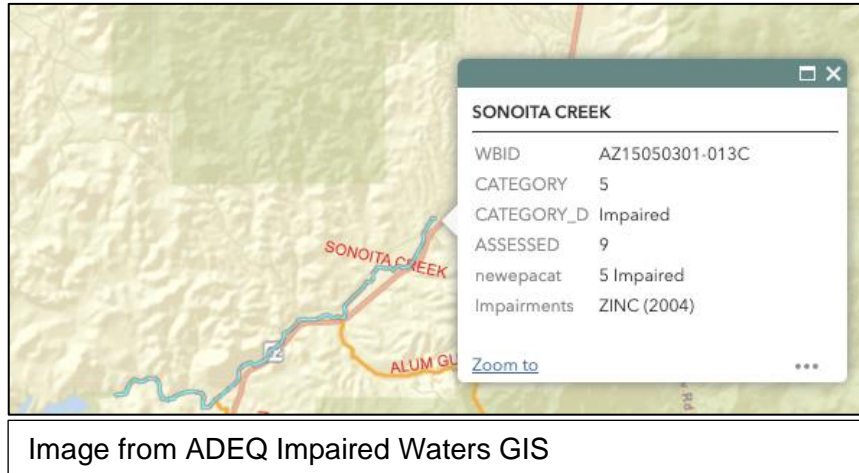 SONOITA CREEK
WBID AZ15050301-013C
CATEGORY 5
CATEGORY_D Impaired
ASSESSED 9
newepacat 5 Impaired
Impairments ZINC (2004)
Zoom to
SONOITA CREEK
ALUM GU
Rd
Image from ADEQ Impaired Waters GIS